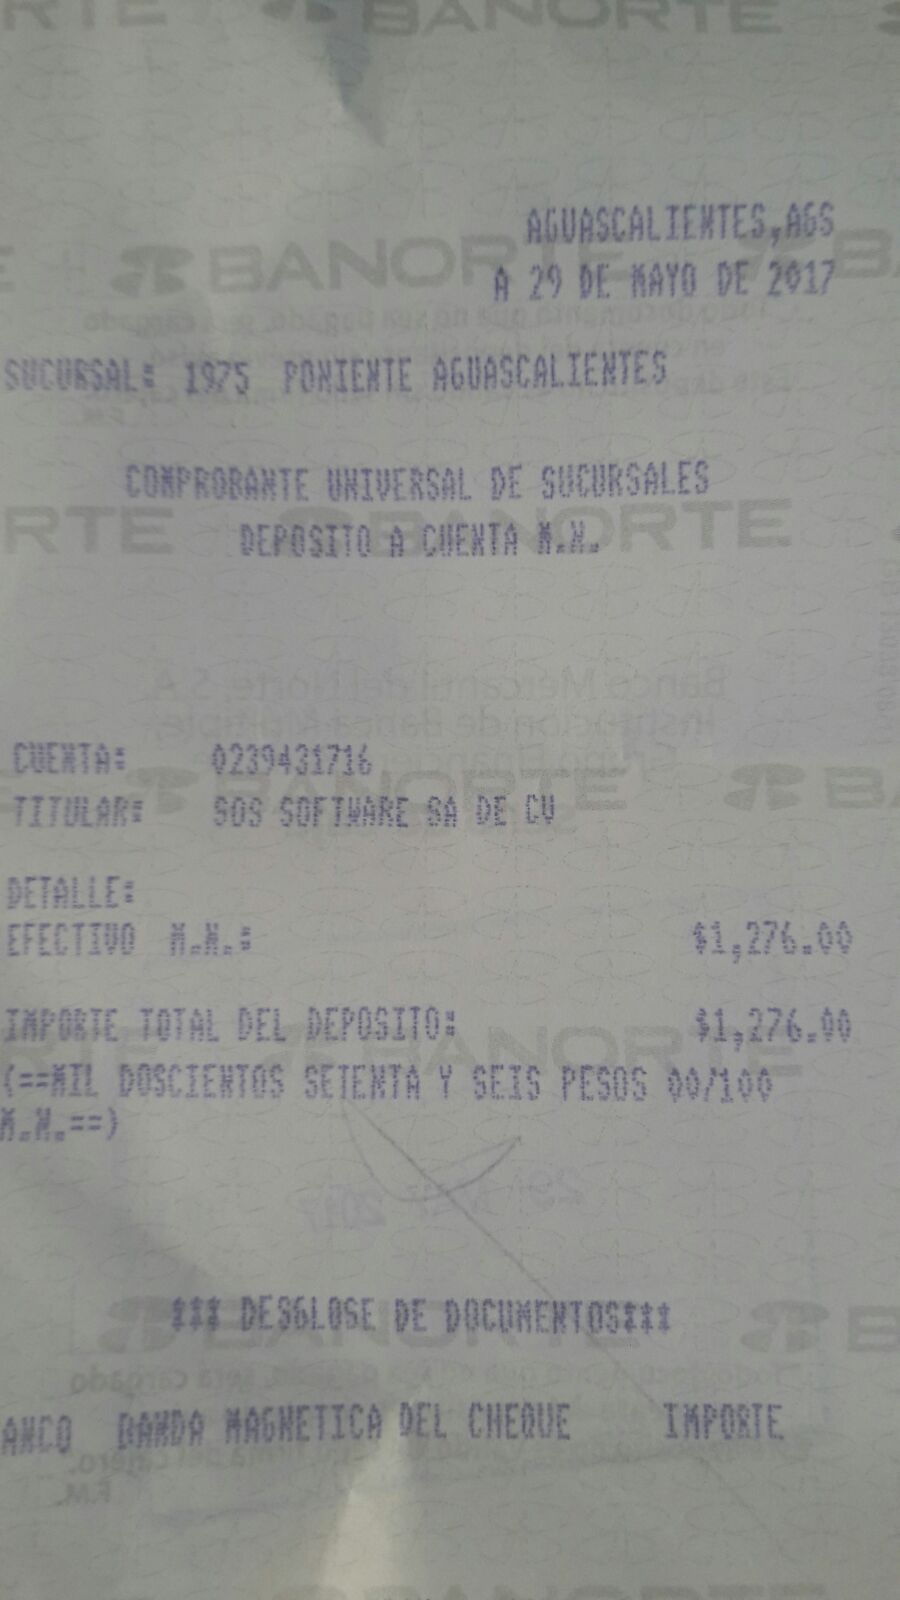 BANORTE
AGUASCALIENTES,AGS
A 29 DE MAYO DE 2017
SUCURSAL: 1975 PONIENTE AGUASCALIENTES
COMPROBANTE UNIVERSAL DE SUCURSALES
DEPOSITO A CUENTA M.N.
CUENTA: 0239431716
TITULAR: SOS SOFTWARE SA DE CV
DETALLE:
EFECTIVO M.N.: $1,276.00
IMPORTE TOTAL DEL DEPOSITO: $1,276.00
(==MIL DOSCIENTOS SETENTA Y SEIS PESOS 00/100
M.N.==)
*** DESGLOSE DE DOCUMENTOS***
ANCO BANDA MAGNETICA DEL CHEQUE IMPORTE